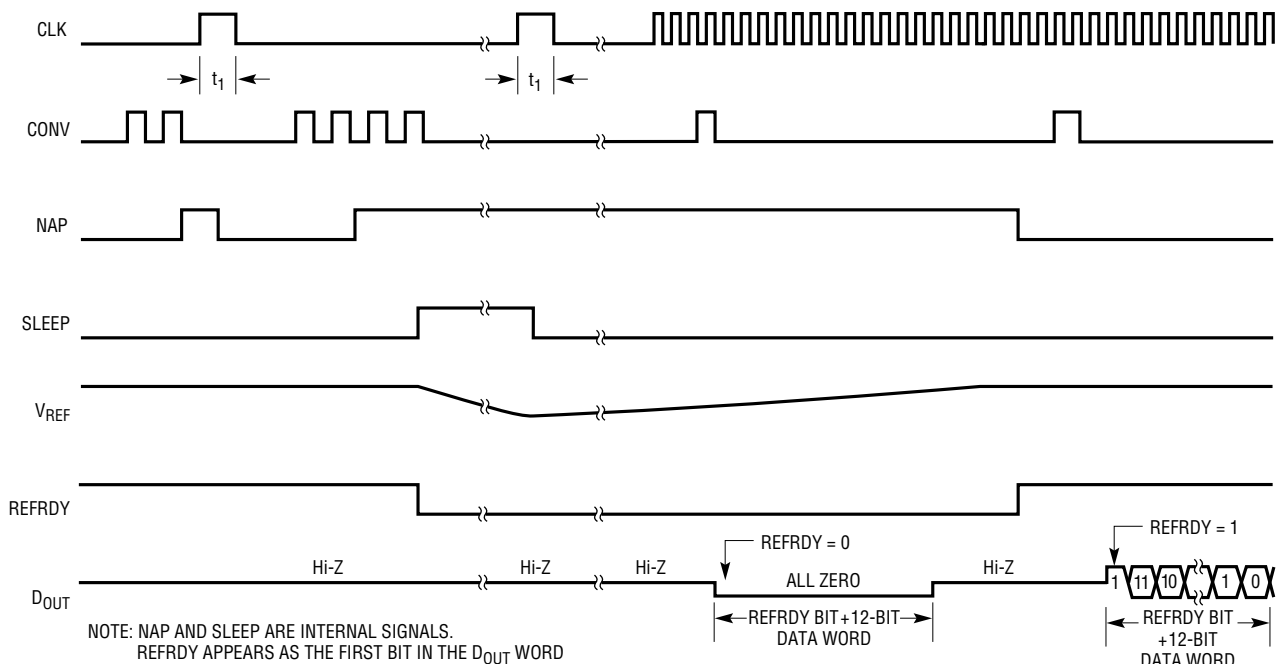 CLK
t1
t1
CONV
NAP
SLEEP
VREF
REFRDY
REFRDY = 0
REFRDY = 1
Hi-Z
Hi-Z
Hi-Z
ALL ZERO
Hi-Z
1
11
10
1
0
DOUT
REFRDY BIT+12-BIT
DATA WORD
REFRDY BIT
+12-BIT
DATA WORD
NOTE: NAP AND SLEEP ARE INTERNAL SIGNALS.
REFRDY APPEARS AS THE FIRST BIT IN THE DOUT WORD